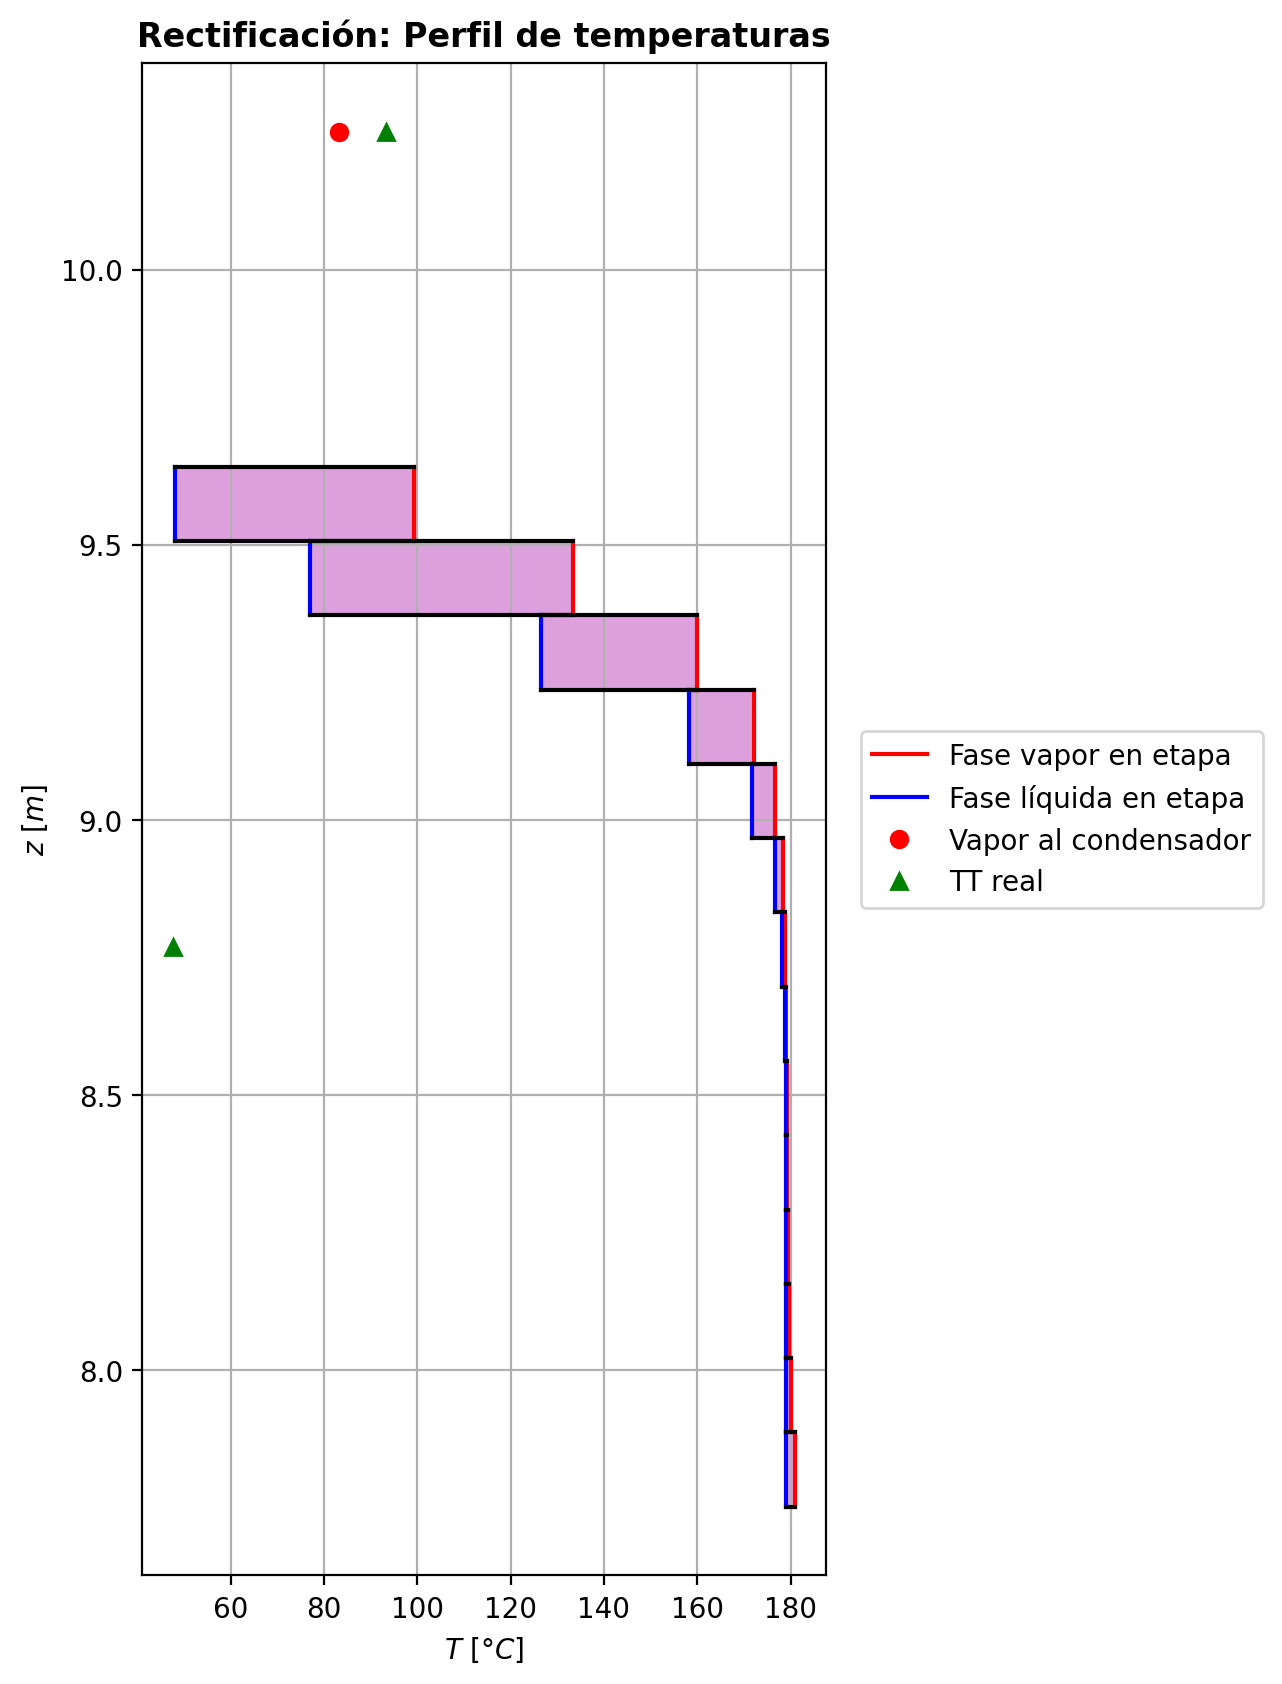 Rectificación: Perfil de temperaturas
10.0
9.5
9.0
8.5
8.0
z [m]
60 80 100 120 140 160 180
T [°C]
Fase vapor en etapa
Fase líquida en etapa
Vapor al condensador
TT real